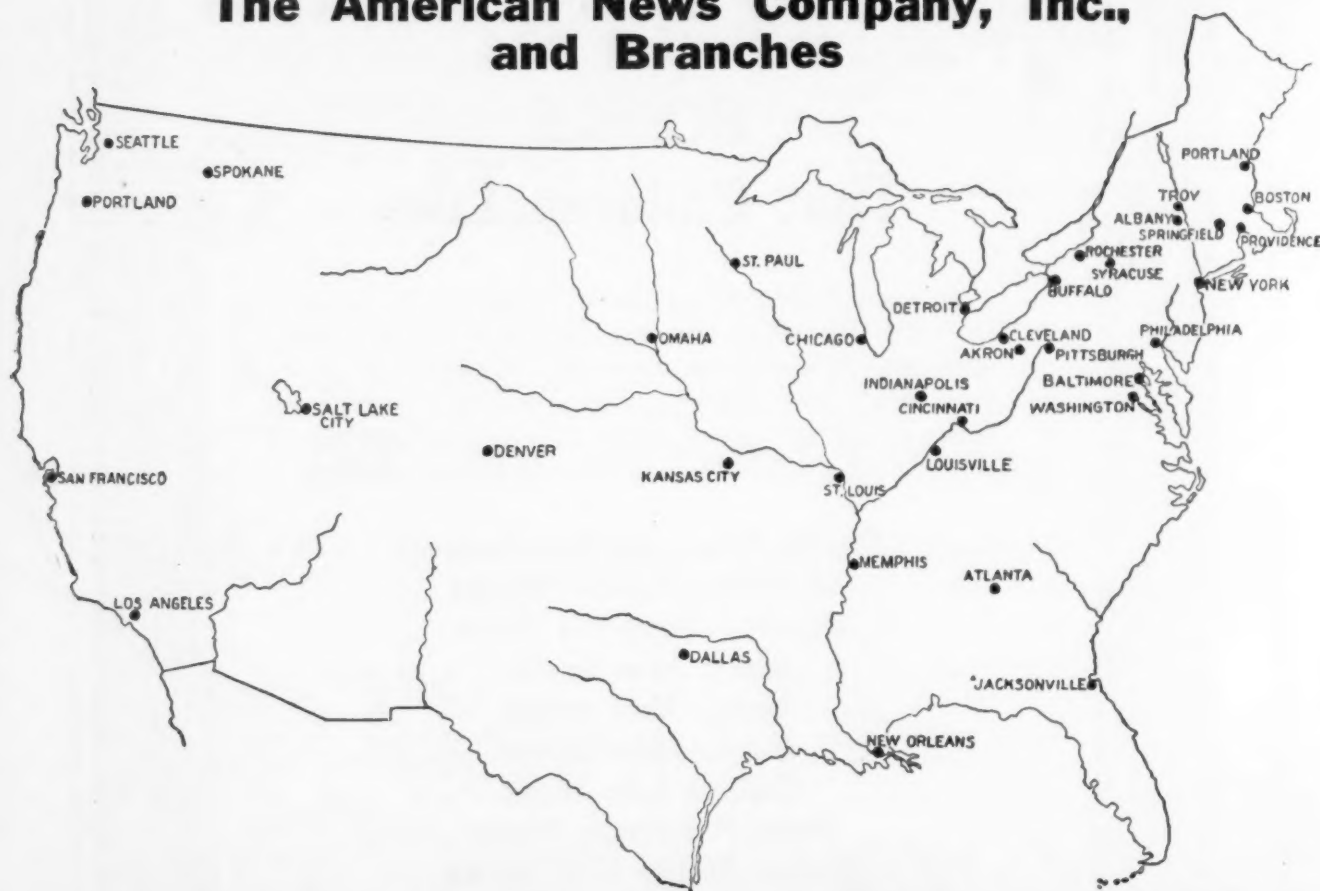 The American News Company, Inc.,
and Branches
SEATTLE
SPOKANE
PORTLAND
PORTLAND
TROY
BOSTON
ALBANY
SPRINGFIELD
PROVIDENCE
ROCHESTER
SYRACUSE
BUFFALO
NEW YORK
ST. PAUL
DETROIT
OMAHA
CHICAGO
CLEVELAND
PHILADELPHIA
AKRON
PITTSBURGH
INDIANAPOLIS
BALTIMORE
CINCINNATI
WASHINGTON
SALT LAKE
CITY
DENVER
LOUISVILLE
SAN FRANCISCO
KANSAS CITY
ST. LOUIS
MEMPHIS
ATLANTA
LOS ANGELES
DALLAS
JACKSONVILLE
NEW ORLEANS